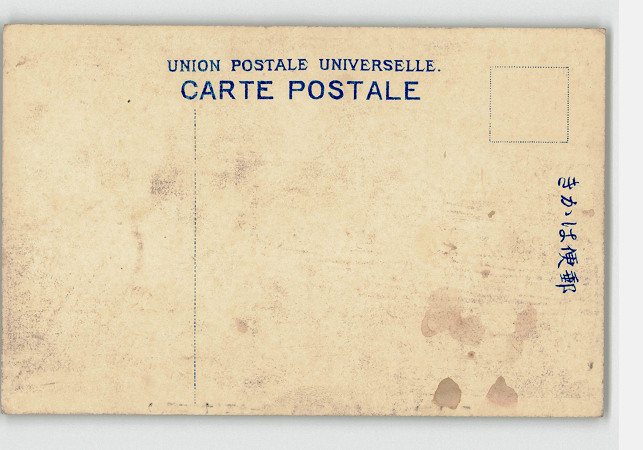 UNION POSTALE UNIVERSELLE.
CARTE POSTALE
きかは便郵